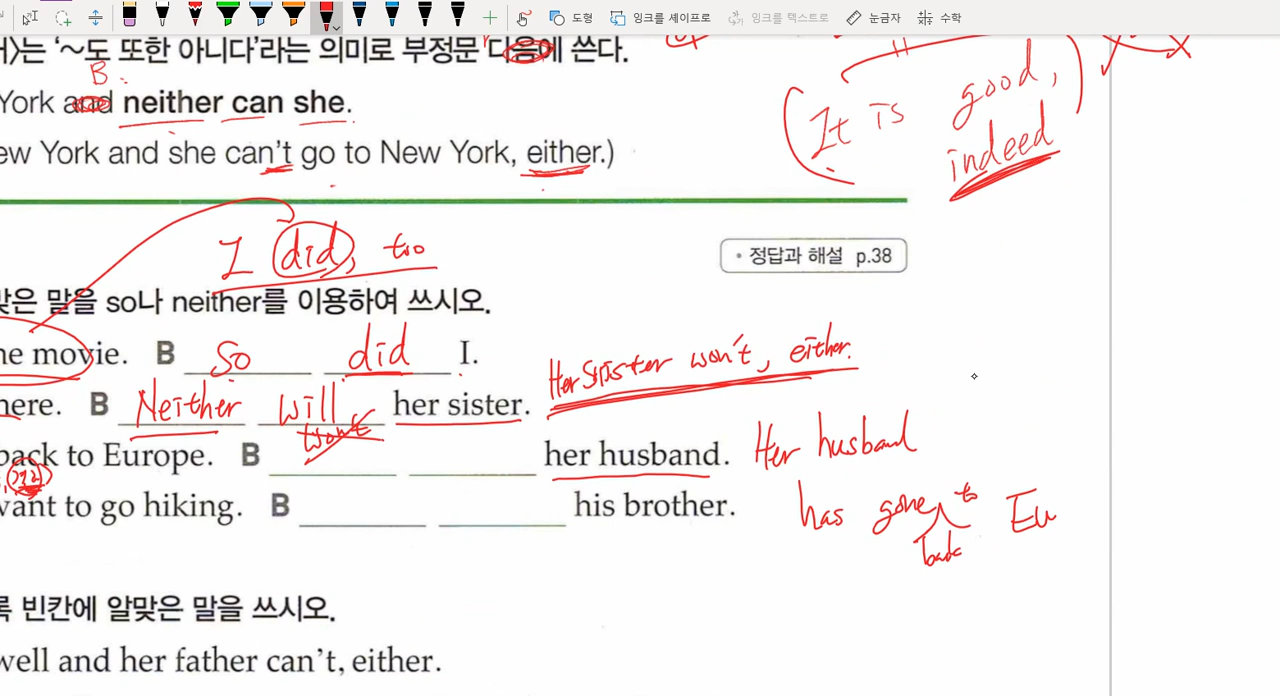 도형 잉크를 셰이프로 잉크를 텍스트로 눈금자 수학
어〉는 '～도 또한 아니다'라는 의미로 부정문 다음에 쓴다.
B:
York and neither can she.
It is good,
indeed
ew York and she can't go to New York, either.)
I did, too
• 정답과 해설 p.38
맞은 말을 so나 neither를 이용하여 쓰시오.
he movie. B So did I.
Her sister won't, either.
here. B Neither will her sister.
won't
back to Europe. B her husband. Her husband
want to go hiking. B his brother. has gone to Eu
back
록 빈칸에 알맞은 말을 쓰시오.
well and her father can't, either.